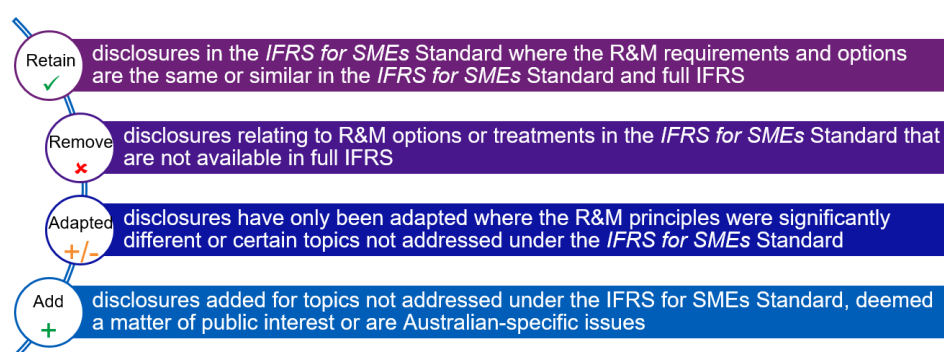 Retain
disclosures in the IFRS for SMEs Standard where the R&M requirements and options
are the same or similar in the IFRS for SMEs Standard and full IFRS
Remove
disclosures relating to R&M options or treatments in the IFRS for SMEs Standard that
are not available in full IFRS
Adapted
+/-
disclosures have only been adapted where the R&M principles were significantly
different or certain topics not addressed under the IFRS for SMEs Standard
Add
+
disclosures added for topics not addressed under the IFRS for SMEs Standard, deemed
a matter of public interest or are Australian-specific issues